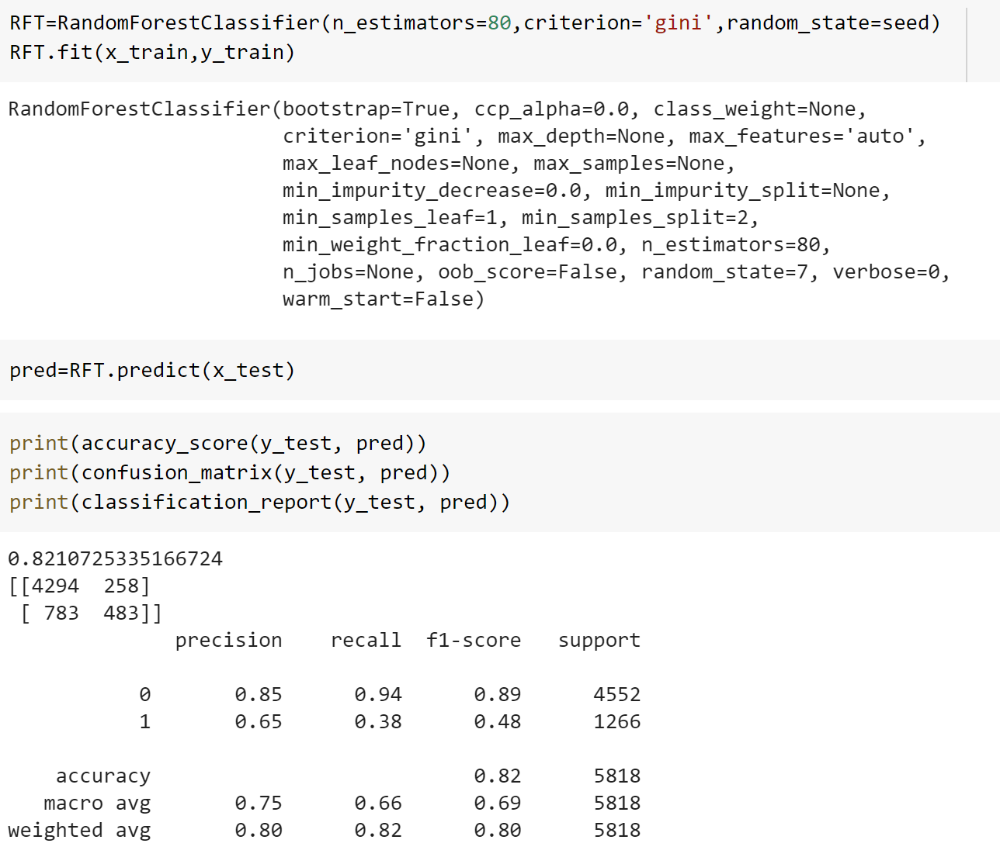 RFT=RandomForestClassifier(n_estimators=80,criterion='gini',random_state=seed)
RFT.fit(x_train,y_train)
RandomForestClassifier(bootstrap=True, ccp_alpha=0.0, class_weight=None,
criterion='gini', max_depth=None, max_features='auto',
max_leaf_nodes=None, max_samples=None,
min_impurity_decrease=0.0, min_impurity_split=None,
min_samples_leaf=1, min_samples_split=2,
min_weight_fraction_leaf=0.0, n_estimators=80,
n_jobs=None, oob_score=False, random_state=7, verbose=0,
warm_start=False)
pred=RFT.predict(x_test)
print(accuracy_score(y_test, pred))
print(confusion_matrix(y_test, pred))
print(classification_report(y_test, pred))
0.8210725335166724
[[4294 258]
[ 783 483]]
precision recall f1-score support
0 0.85 0.94 0.89 4552
1 0.65 0.38 0.48 1266
accuracy 0.82 5818
macro avg 0.75 0.66 0.69 5818
weighted avg 0.80 0.82 0.80 5818